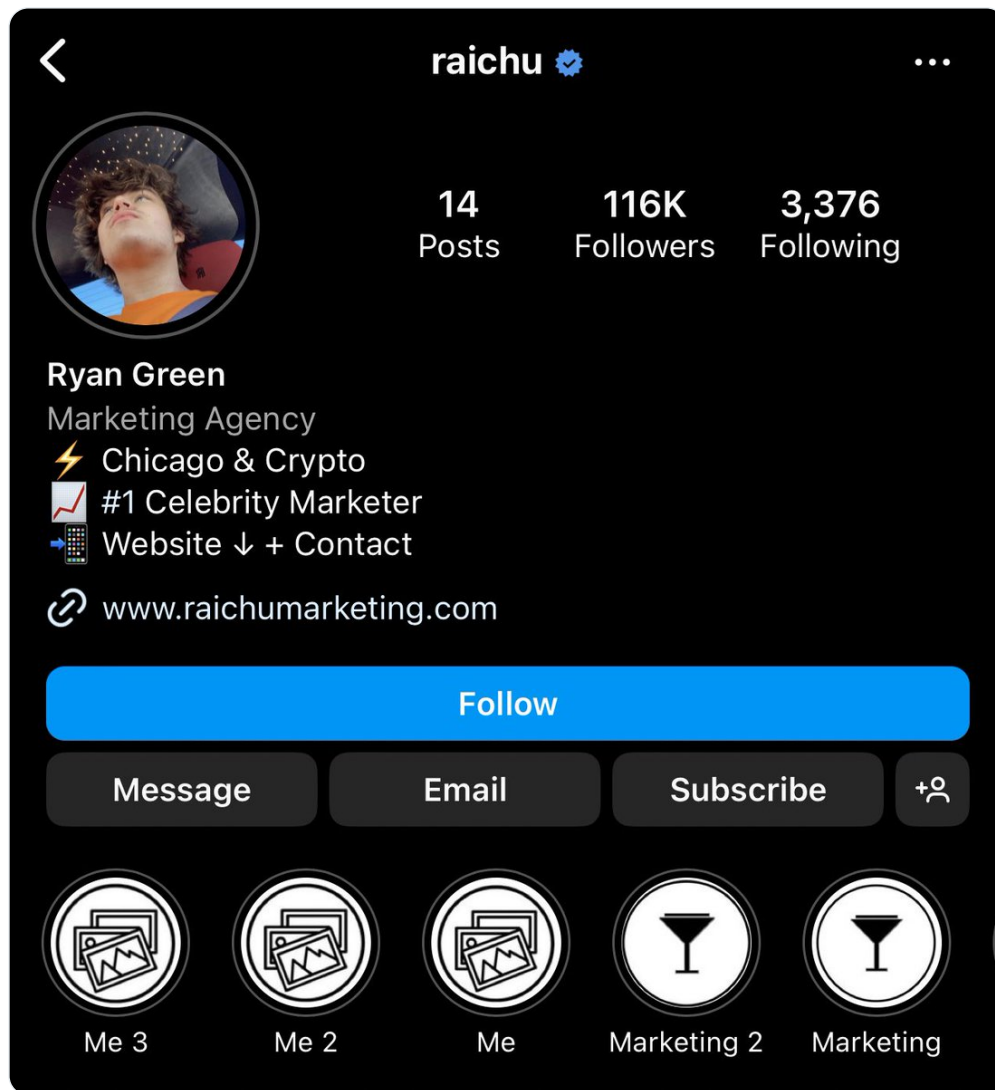 raichu
14 116K 3,376
Posts Followers Following
Ryan Green
Marketing Agency
⚡ Chicago & Crypto
📈 #1 Celebrity Marketer
📲 Website ↓ + Contact
www.raichumarketing.com
Follow
Message Email Subscribe
Me 3 Me 2 Me Marketing 2 Marketing